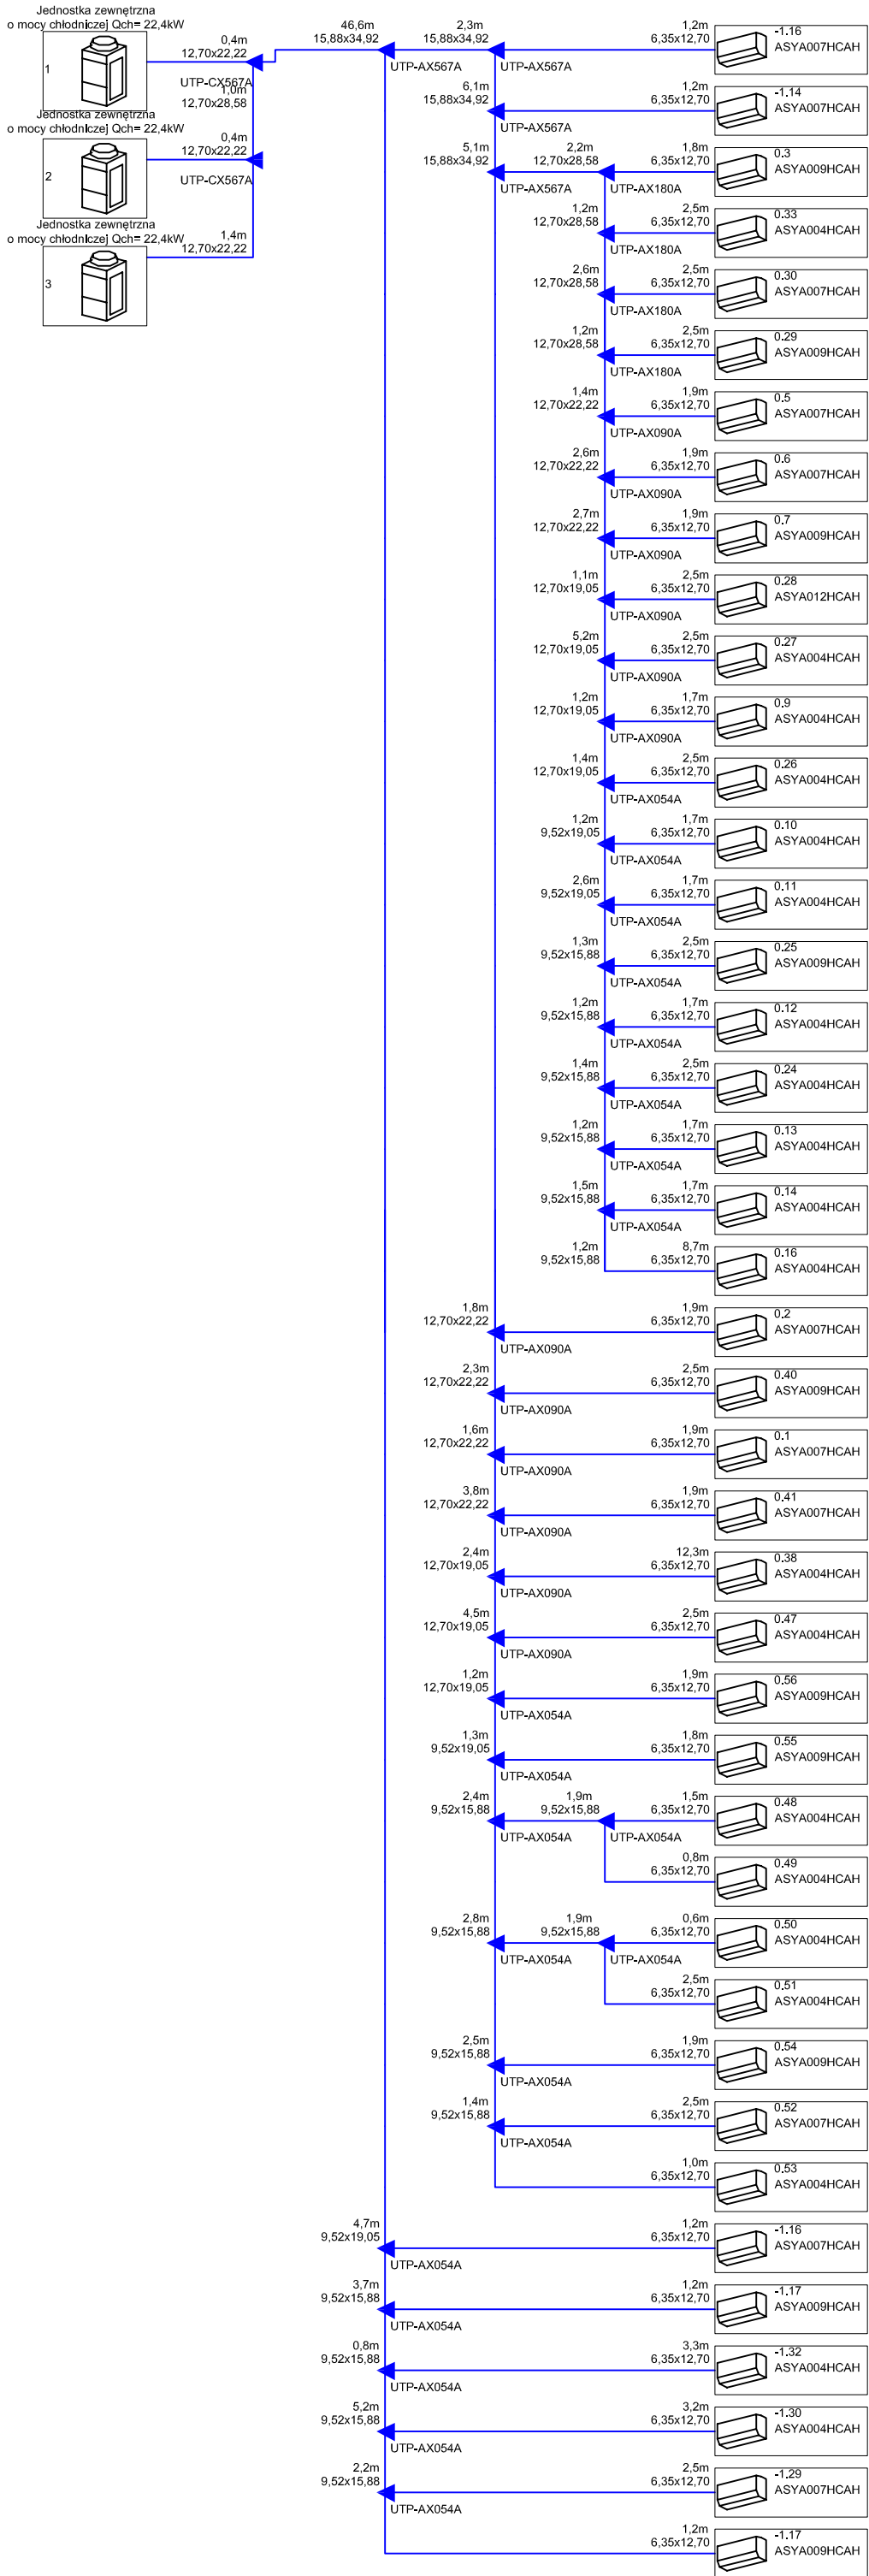 Jednostka zewnętrzna
o mocy chłodniczej Qch= 22,4kW
1
0,4m
12,70x22,22
UTP-CX567A
1,0m
12,70x28,58
Jednostka zewnętrzna
o mocy chłodniczej Qch= 22,4kW
2
0,4m
12,70x22,22
UTP-CX567A
Jednostka zewnętrzna
o mocy chłodniczej Qch= 22,4kW
3
1,4m
12,70x22,22
46,6m
15,88x34,92
UTP-AX567A
2,3m
15,88x34,92
UTP-AX567A
1,2m
6,35x12,70
-1.16
ASYA007HCAH
6,1m
15,88x34,92
UTP-AX567A
1,2m
6,35x12,70
-1.14
ASYA007HCAH
5,1m
15,88x34,92
UTP-AX567A
2,2m
12,70x28,58
UTP-AX180A
1,8m
6,35x12,70
0.3
ASYA009HCAH
1,2m
12,70x28,58
UTP-AX180A
2,5m
6,35x12,70
0.33
ASYA004HCAH
2,6m
12,70x28,58
UTP-AX180A
2,5m
6,35x12,70
0.30
ASYA007HCAH
1,2m
12,70x28,58
UTP-AX180A
2,5m
6,35x12,70
0.29
ASYA009HCAH
1,4m
12,70x22,22
UTP-AX090A
1,9m
6,35x12,70
0.5
ASYA007HCAH
2,6m
12,70x22,22
UTP-AX090A
1,9m
6,35x12,70
0.6
ASYA007HCAH
2,7m
12,70x22,22
UTP-AX090A
1,9m
6,35x12,70
0.7
ASYA009HCAH
1,1m
12,70x19,05
UTP-AX090A
2,5m
6,35x12,70
0.28
ASYA012HCAH
5,2m
12,70x19,05
UTP-AX090A
2,5m
6,35x12,70
0.27
ASYA004HCAH
1,2m
12,70x19,05
UTP-AX090A
1,7m
6,35x12,70
0.9
ASYA004HCAH
1,4m
12,70x19,05
UTP-AX054A
2,5m
6,35x12,70
0.26
ASYA004HCAH
1,2m
9,52x19,05
UTP-AX054A
1,7m
6,35x12,70
0.10
ASYA004HCAH
2,6m
9,52x19,05
UTP-AX054A
1,7m
6,35x12,70
0.11
ASYA004HCAH
1,3m
9,52x15,88
UTP-AX054A
2,5m
6,35x12,70
0.25
ASYA009HCAH
1,2m
9,52x15,88
UTP-AX054A
1,7m
6,35x12,70
0.12
ASYA004HCAH
1,4m
9,52x15,88
UTP-AX054A
2,5m
6,35x12,70
0.24
ASYA004HCAH
1,2m
9,52x15,88
UTP-AX054A
1,7m
6,35x12,70
0.13
ASYA004HCAH
1,5m
9,52x15,88
UTP-AX054A
1,7m
6,35x12,70
0.14
ASYA004HCAH
1,2m
9,52x15,88
8,7m
6,35x12,70
0.16
ASYA004HCAH
1,8m
12,70x22,22
UTP-AX090A
1,9m
6,35x12,70
0.2
ASYA007HCAH
2,3m
12,70x22,22
UTP-AX090A
2,5m
6,35x12,70
0.40
ASYA009HCAH
1,6m
12,70x22,22
UTP-AX090A
1,9m
6,35x12,70
0.1
ASYA007HCAH
3,8m
12,70x22,22
UTP-AX090A
1,9m
6,35x12,70
0.41
ASYA007HCAH
2,4m
12,70x19,05
UTP-AX090A
12,3m
6,35x12,70
0.38
ASYA004HCAH
4,5m
12,70x19,05
UTP-AX090A
2,5m
6,35x12,70
0.47
ASYA004HCAH
1,2m
12,70x19,05
UTP-AX054A
1,9m
6,35x12,70
0.56
ASYA009HCAH
1,3m
9,52x19,05
UTP-AX054A
1,8m
6,35x12,70
0.55
ASYA009HCAH
2,4m
9,52x15,88
UTP-AX054A
1,9m
9,52x15,88
UTP-AX054A
1,5m
6,35x12,70
0.48
ASYA004HCAH
0,8m
6,35x12,70
0.49
ASYA004HCAH
2,8m
9,52x15,88
UTP-AX054A
1,9m
9,52x15,88
UTP-AX054A
0,6m
6,35x12,70
0.50
ASYA004HCAH
2,5m
6,35x12,70
0.51
ASYA004HCAH
2,5m
9,52x15,88
UTP-AX054A
1,9m
6,35x12,70
0.54
ASYA009HCAH
1,4m
9,52x15,88
UTP-AX054A
2,5m
6,35x12,70
0.52
ASYA007HCAH
1,0m
6,35x12,70
0.53
ASYA004HCAH
4,7m
9,52x19,05
UTP-AX054A
1,2m
6,35x12,70
-1.16
ASYA007HCAH
3,7m
9,52x15,88
UTP-AX054A
1,2m
6,35x12,70
-1.17
ASYA009HCAH
0,8m
9,52x15,88
UTP-AX054A
3,3m
6,35x12,70
-1.32
ASYA004HCAH
5,2m
9,52x15,88
UTP-AX054A
3,2m
6,35x12,70
-1.30
ASYA004HCAH
2,2m
9,52x15,88
UTP-AX054A
2,5m
6,35x12,70
-1.29
ASYA007HCAH
1,2m
6,35x12,70
-1.17
ASYA009HCAH